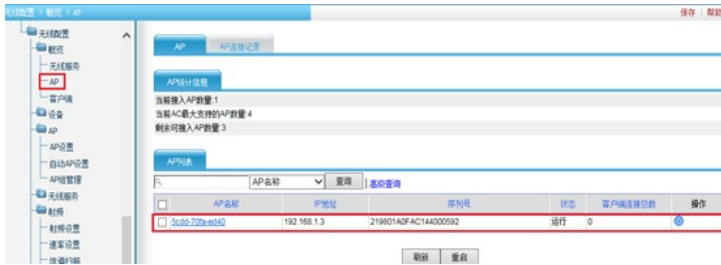 无线配置 > 概览 > AP
保存 | 帮助
无线配置
概览
无线服务
AP
客户端
设备
AP
AP设置
自动AP设置
AP组管理
无线服务
射频
射频设置
速率设置
信道扫描
AP AP连接记录
AP统计信息
当前接入AP数量:1
当前AC最大支持的AP数量:4
剩余可接入AP数量:3
AP列表
AP名称 查询 | 高级查询
AP名称 IP地址 序列号 状态 客户端连接总数 操作
5cdd-70fa-ed40 192.168.1.3 219801A0FAC144000592 运行 0
刷新 重启